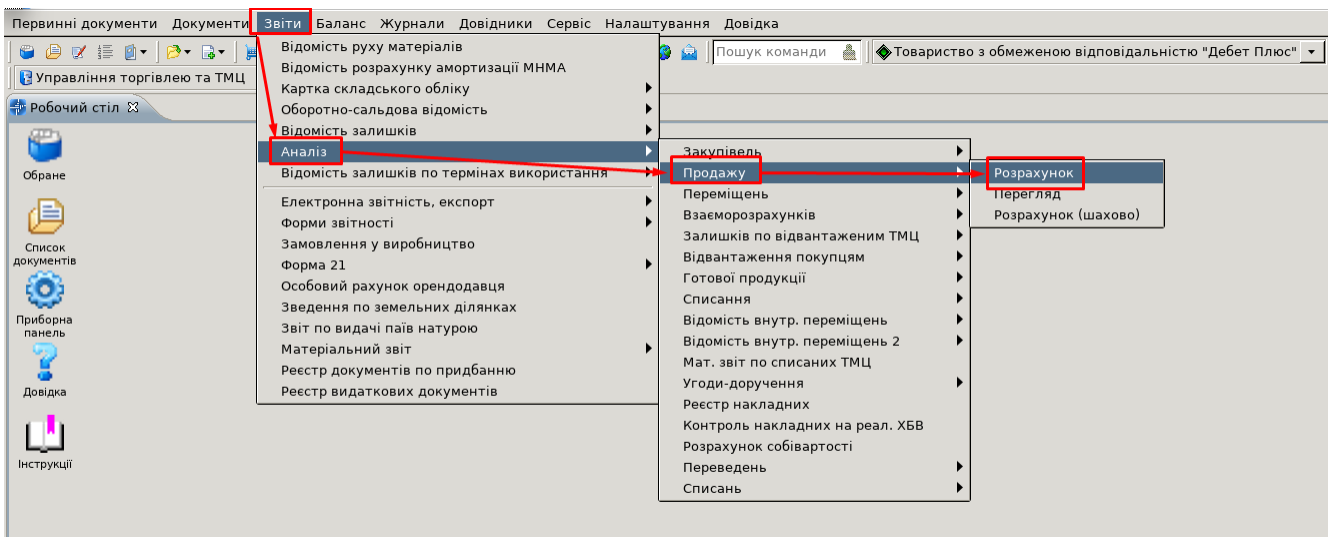 Первинні документи Документи Звіти Баланс Журнали Довідники Сервіс Налаштування Довідка
Пошук команди Товариство з обмеженою відповідальністю "Дебет Плюс"
Управління торгівлею та ТМЦ
Робочий стіл
Обране
Список
документів
Приборна
панель
Довідка
Інструкції
Відомість руху матеріалів
Відомість розрахунку амортизації МНМА
Картка складського обліку
Оборотно-сальдова відомість
Відомість залишків
Аналіз
Відомість залишків по термінах використання
Електронна звітність, експорт
Форми звітності
Замовлення у виробництво
Форма 21
Особовий рахунок орендодавця
Зведення по земельних ділянках
Звіт по видачі паїв натурою
Матеріальний звіт
Реєстр документів по придбанню
Реєстр видаткових документів
Закупівель
Продажу
Переміщень
Взаєморозрахунків
Залишків по відвантаженим ТМЦ
Відвантаження покупцям
Готової продукції
Списання
Відомість внутр. переміщень
Відомість внутр. переміщень 2
Мат. звіт по списаних ТМЦ
Угоди-доручення
Реєстр накладних
Контроль накладних на реал. ХБВ
Розрахунок собівартості
Переведень
Списань
Розрахунок
Перегляд
Розрахунок (шахово)